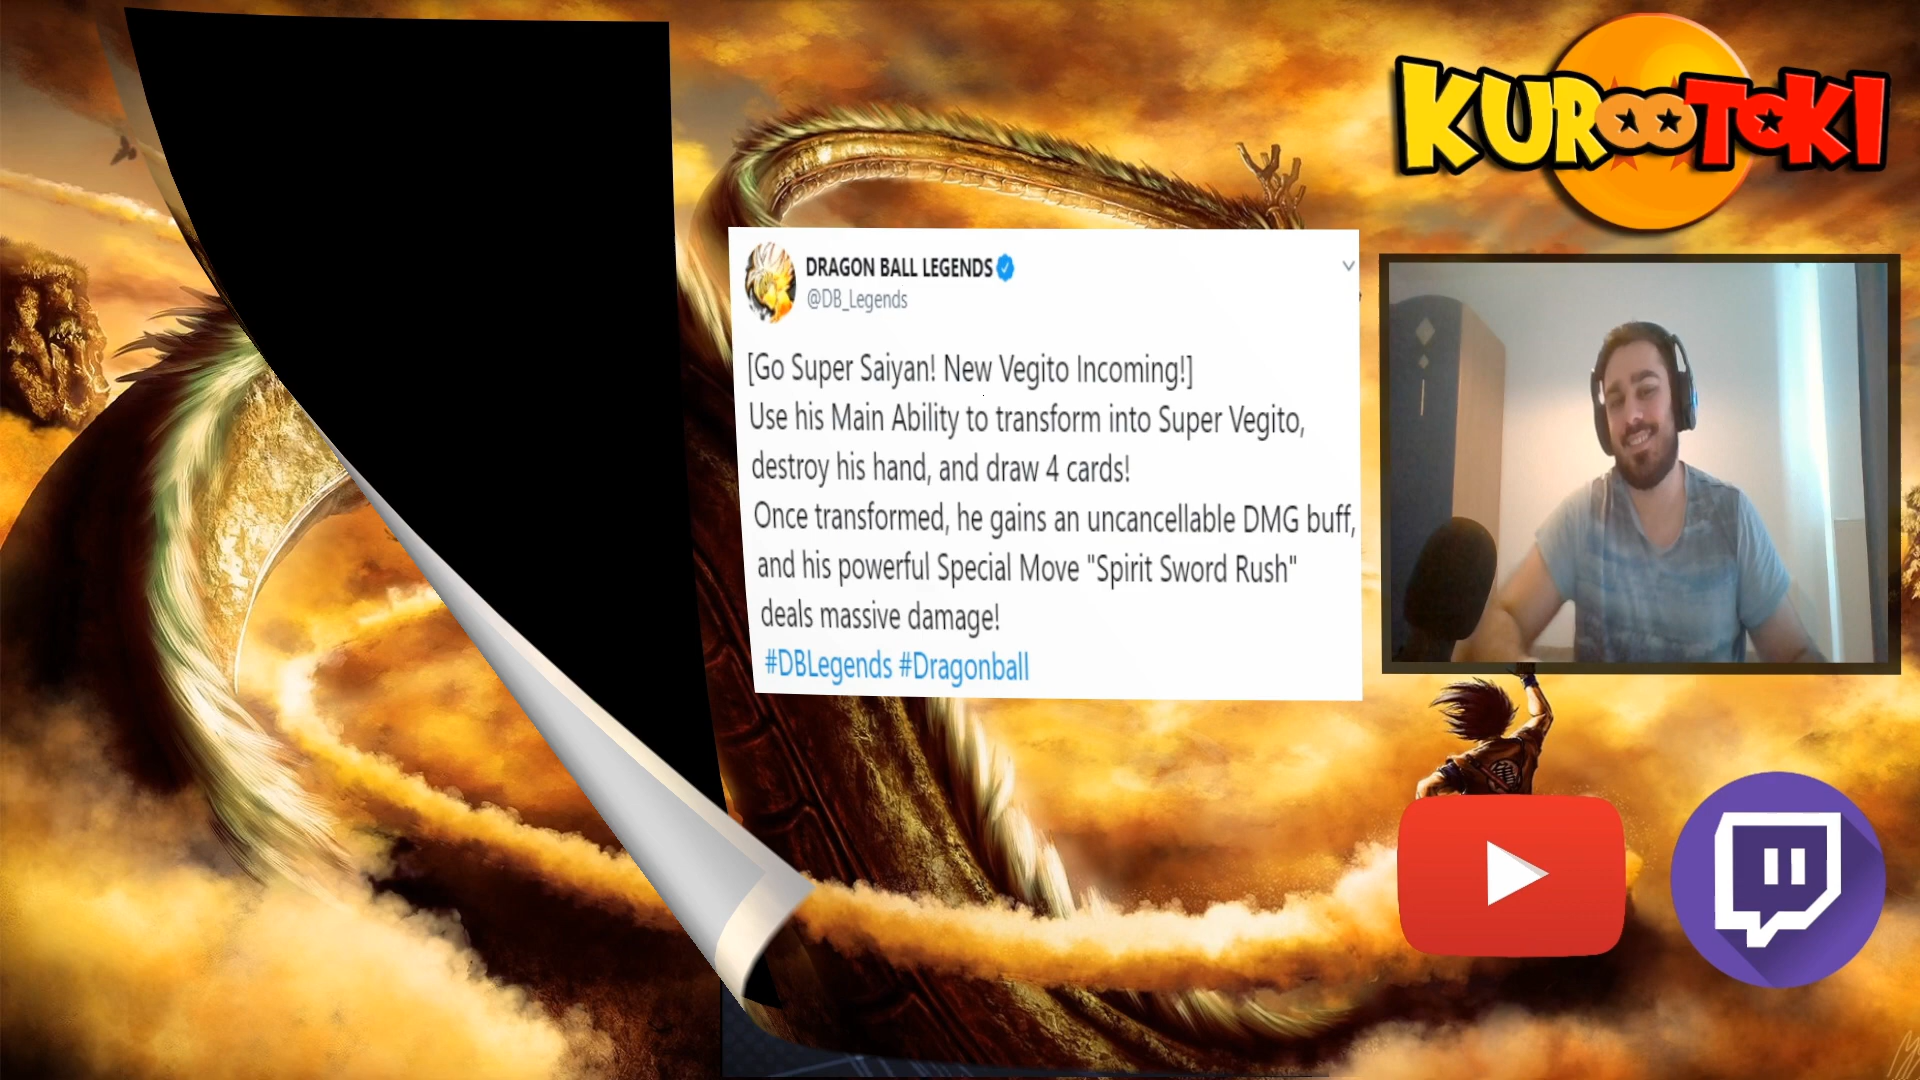 KUROOTOKI
DRAGON BALL LEGENDS
@DB_Legends
[Go Super Saiyan! New Vegito Incoming!]
Use his Main Ability to transform into Super Vegito,
destroy his hand, and draw 4 cards!
Once transformed, he gains an uncancellable DMG buff,
and his powerful Special Move "Spirit Sword Rush"
deals massive damage!
#DBLegends #Dragonball